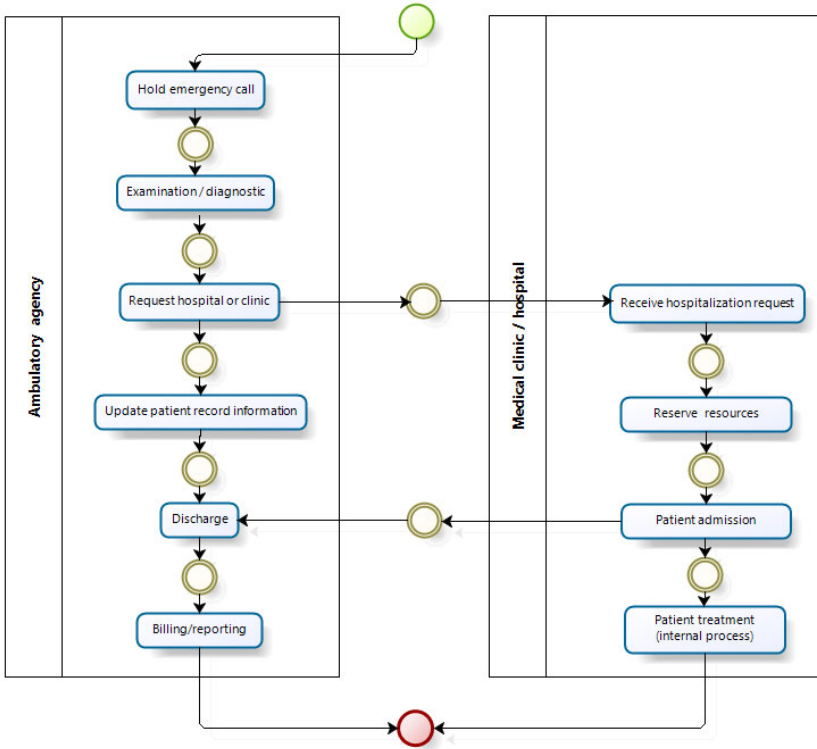 Ambulatory agency
Hold emergency call
Examination / diagnostic
Request hospital or clinic
Update patient record information
Discharge
Billing/reporting
Medical clinic / hospital
Receive hospitalization request
Reserve resources
Patient admission
Patient treatment
(internal process)